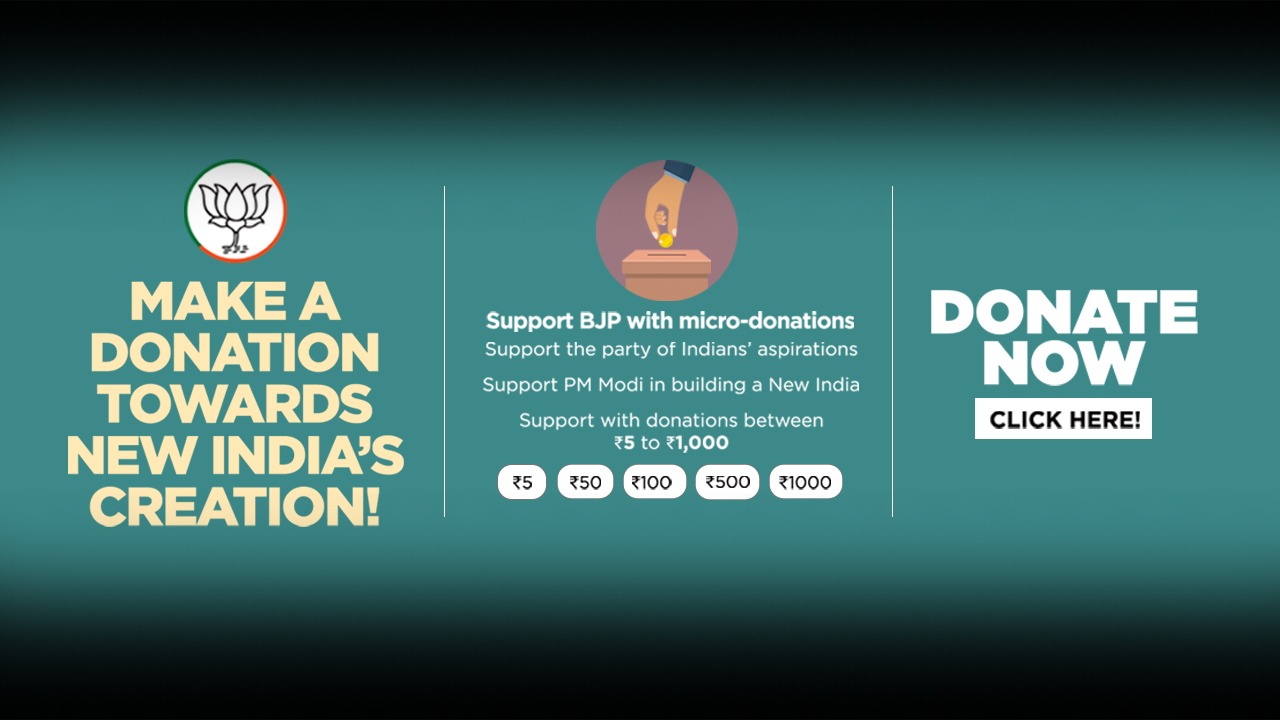 MAKE A
DONATION
TOWARDS
NEW INDIA'S
CREATION!
Support BJP with micro-donations
Support the party of Indians' aspirations
Support PM Modi in building a New India
Support with donations between
₹5 to ₹1,000
₹5 ₹50 ₹100 ₹500 ₹1000
DONATE
NOW
CLICK HERE!